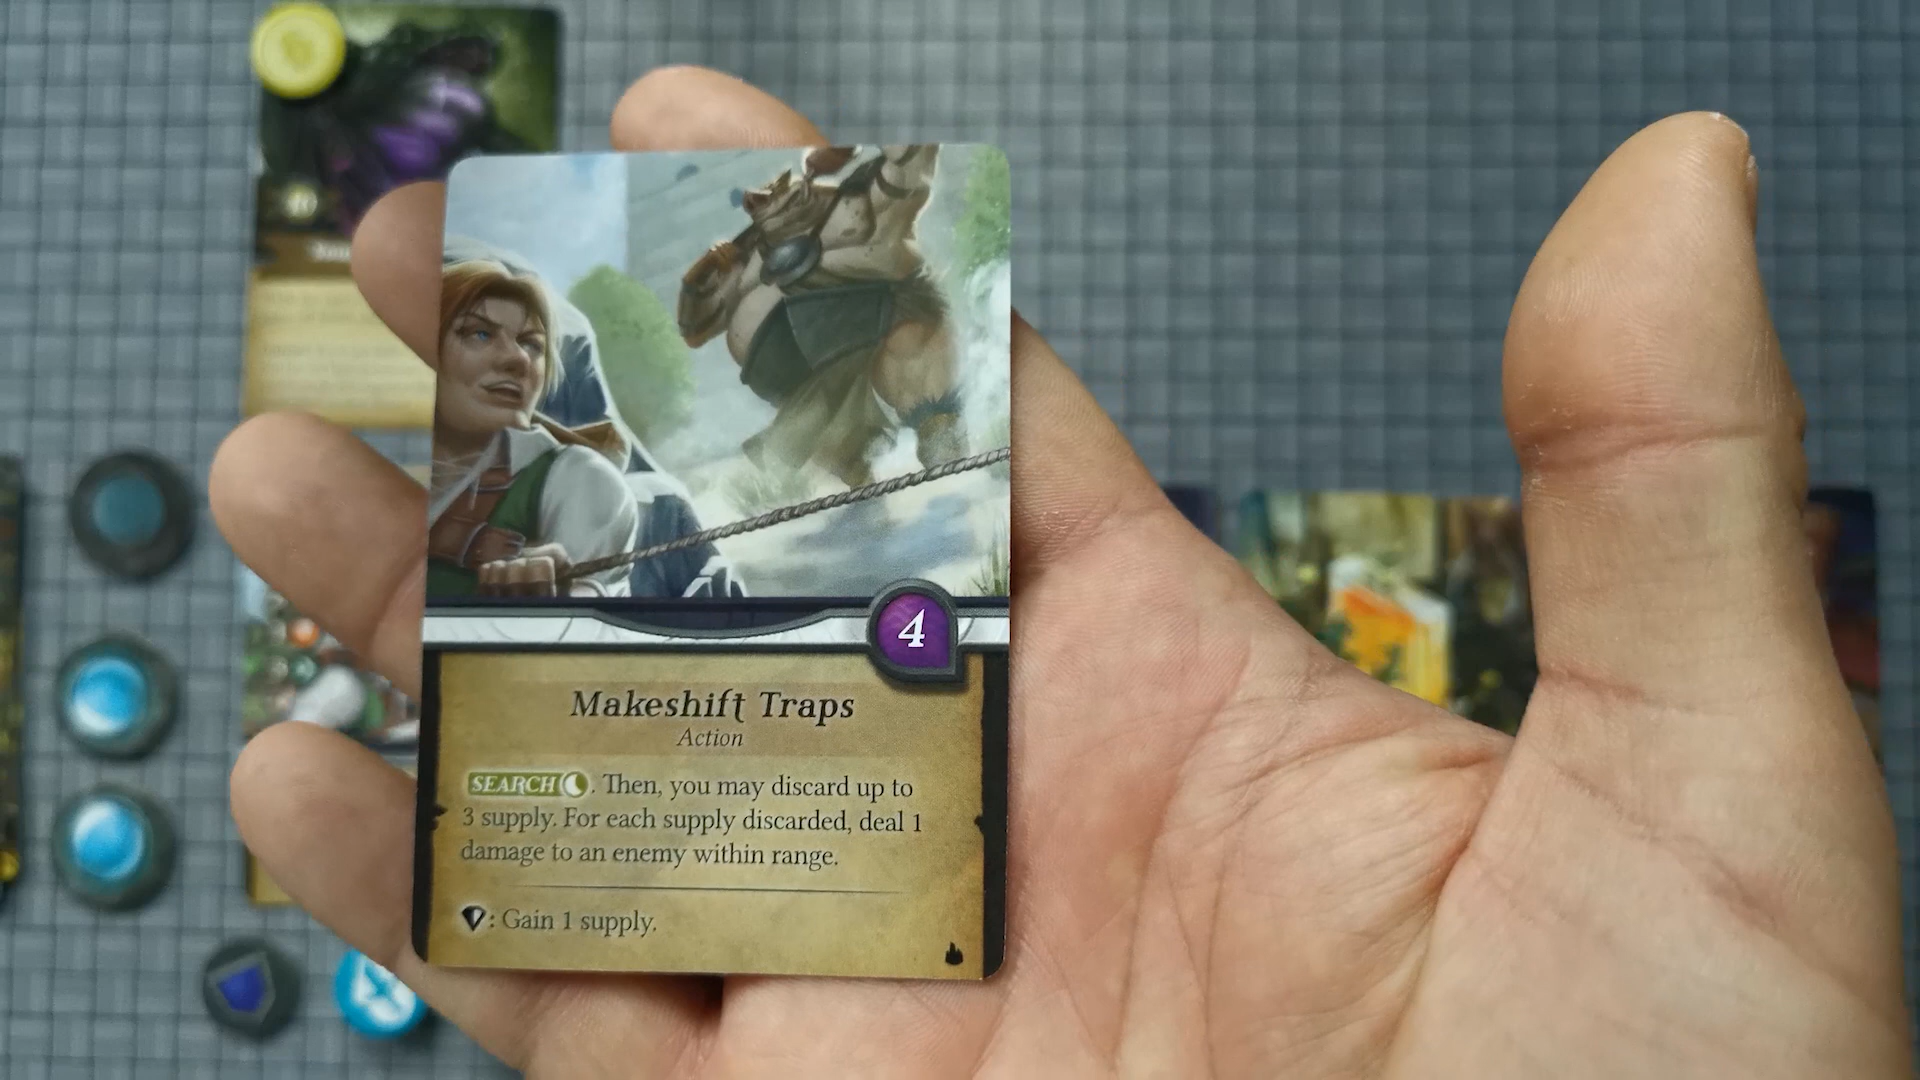 4
Makeshift Traps
Action
SEARCH . Then, you may discard up to
3 supply. For each supply discarded, deal 1
damage to an enemy within range.
: Gain 1 supply.